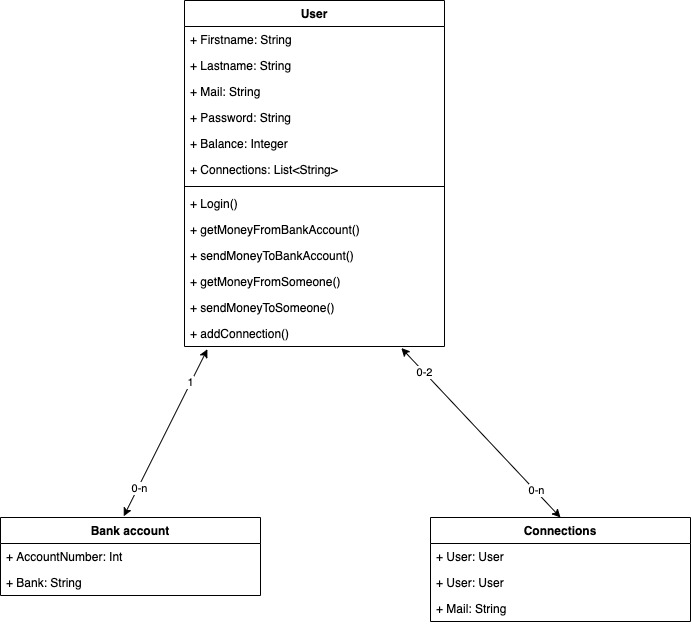 User
+ Firstname: String
+ Lastname: String
+ Mail: String
+ Password: String
+ Balance: Integer
+ Connections: List<String>
+ Login()
+ getMoneyFromBankAccount()
+ sendMoneyToBankAccount()
+ getMoneyFromSomeone()
+ sendMoneyToSomeone()
+ addConnection()
1
0-2
0-n
0-n
Bank account
+ AccountNumber: Int
+ Bank: String
Connections
+ User: User
+ User: User
+ Mail: String